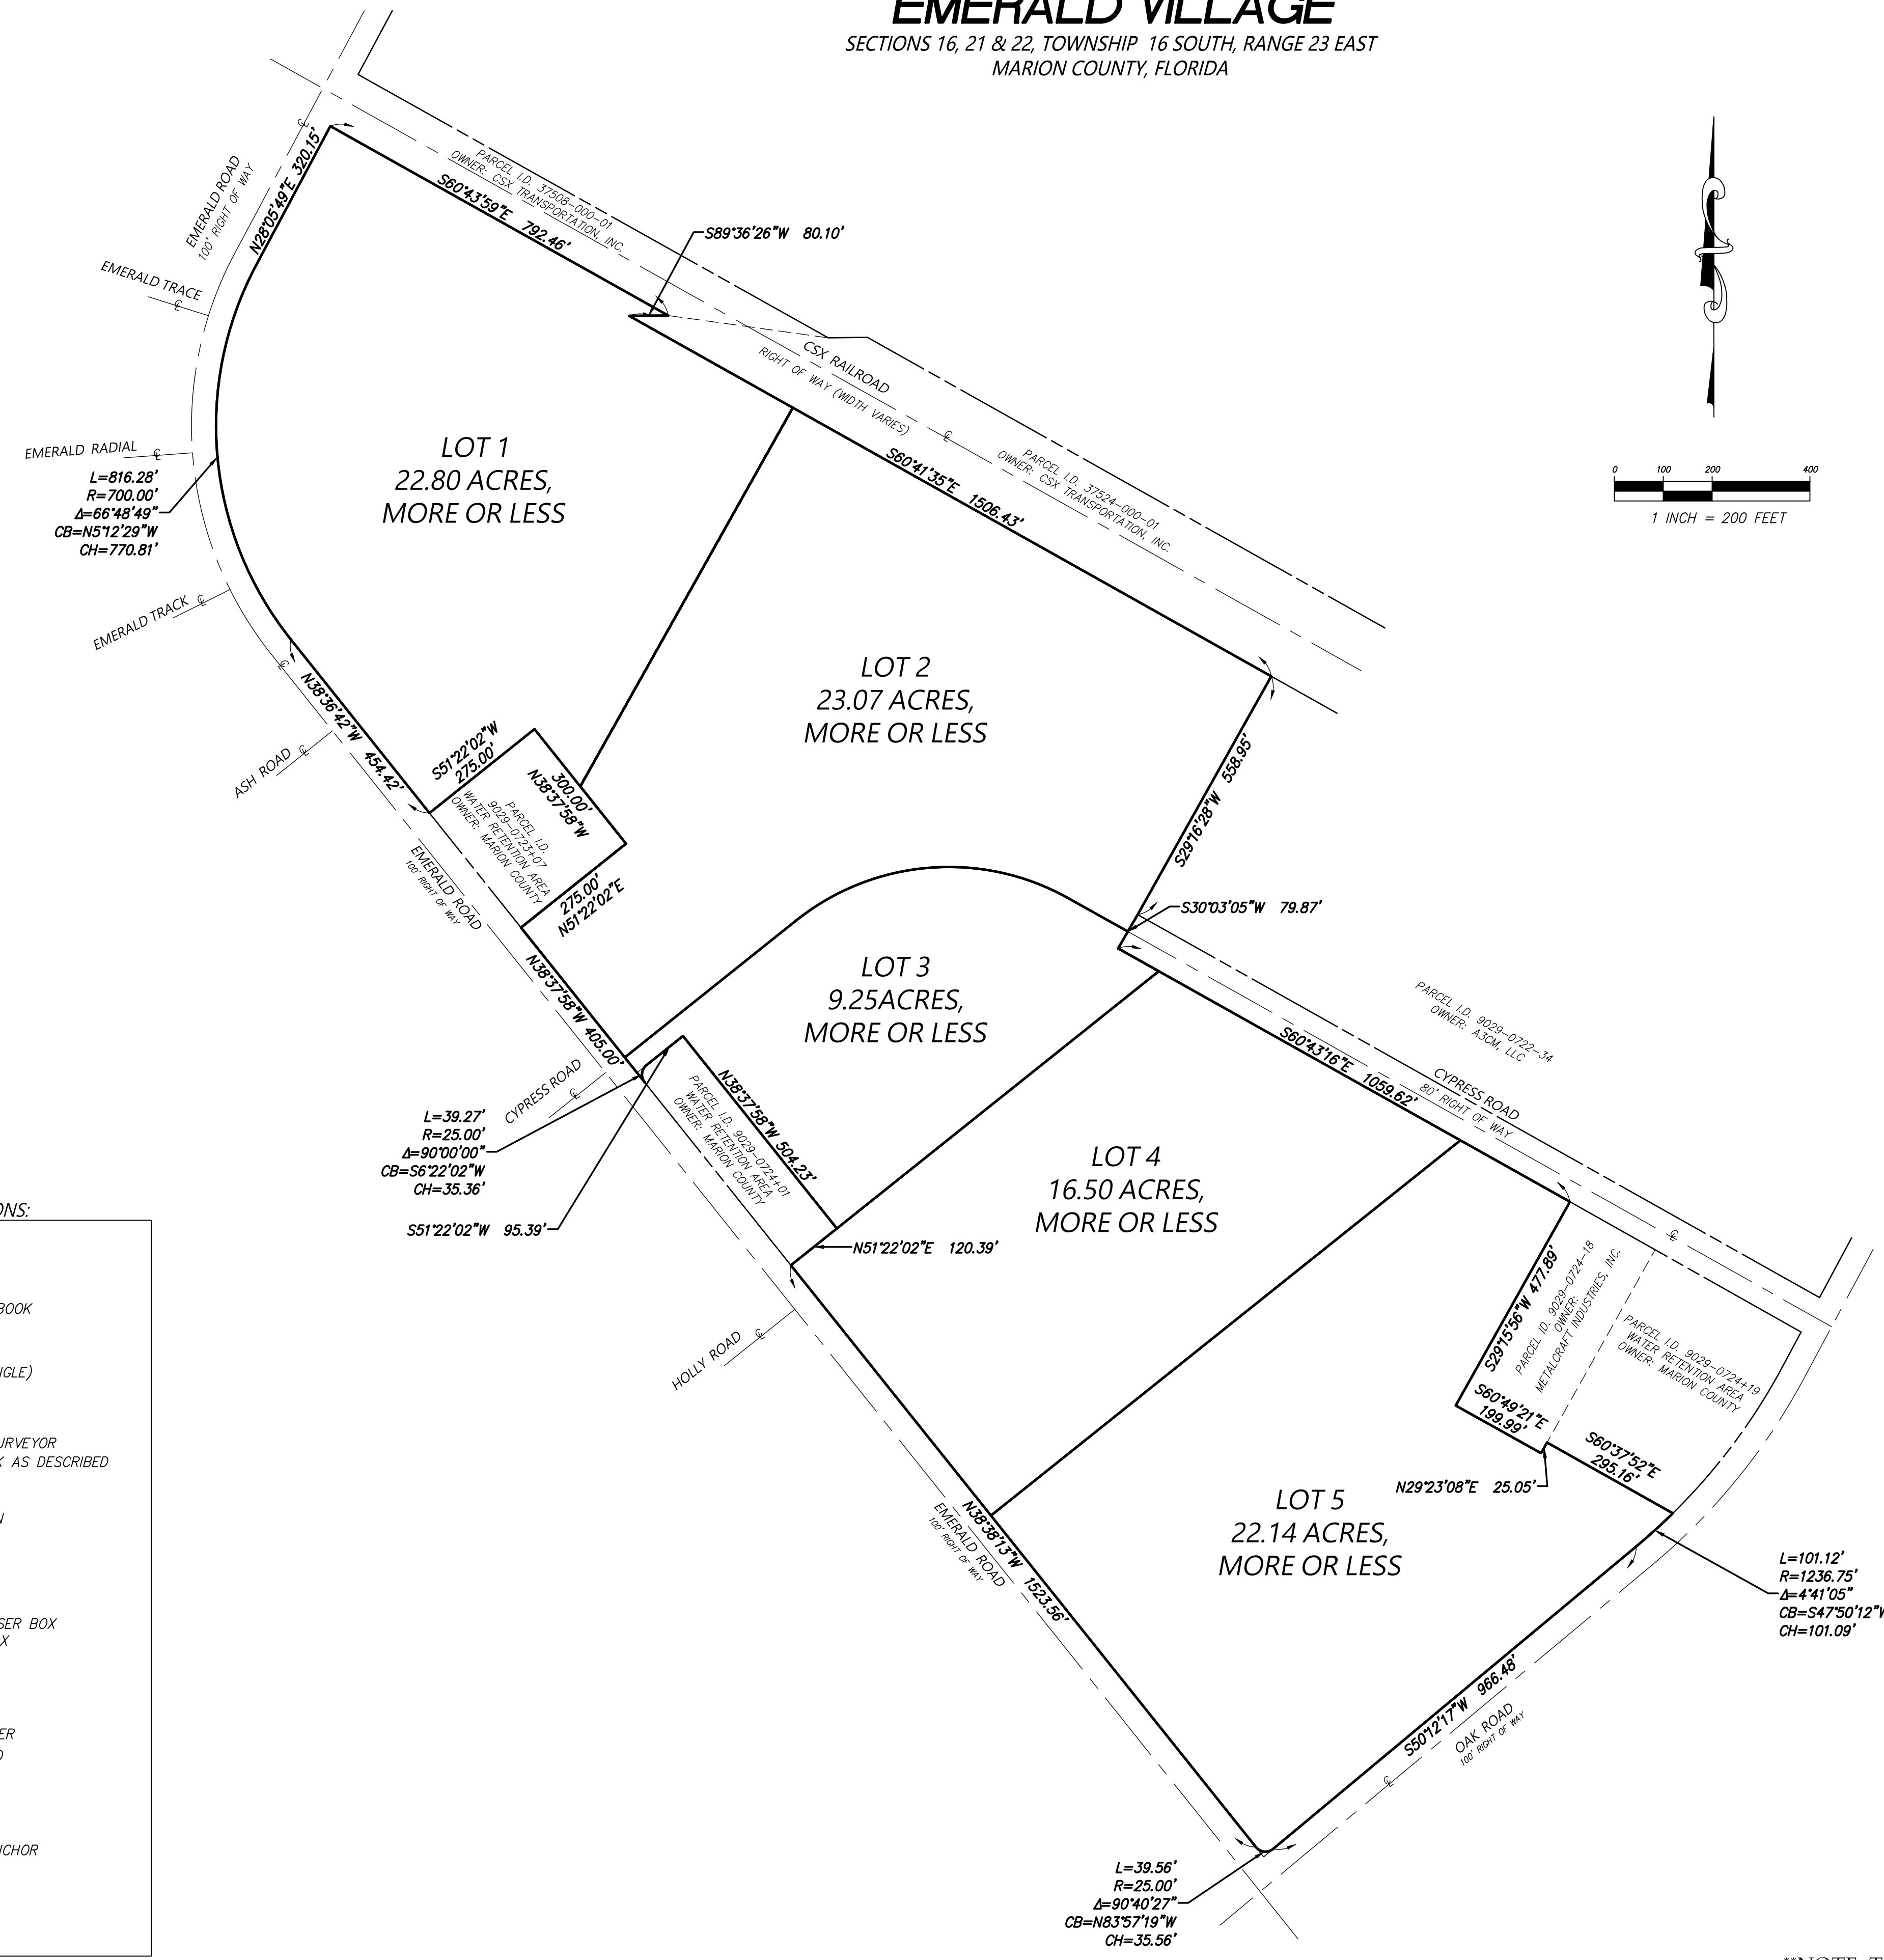 EMERALD VILLAGE
SECTIONS 16, 21 & 22, TOWNSHIP 16 SOUTH, RANGE 23 EAST
MARION COUNTY, FLORIDA
EMERALD ROAD
100' RIGHT OF WAY
N28°05'49"E 320.15'
PARCEL I.D. 37508-000-01
OWNER: CSX TRANSPORTATION, INC.
S60°43'59"E 792.46'
S89°36'26"W 80.10'
EMERALD TRACE
CSX RAILROAD
RIGHT OF WAY (WIDTH VARIES)
PARCEL I.D. 37524-000-01
OWNER: CSX TRANSPORTATION, INC.
S60°41'35"E 1506.43'
0 100 200 400
1 INCH = 200 FEET
EMERALD RADIAL
L=816.28'
R=700.00'
Δ=66°48'49"
CB=N5°12'29"W
CH=770.81'
LOT 1
22.80 ACRES,
MORE OR LESS
EMERALD TRACK
LOT 2
23.07 ACRES,
MORE OR LESS
N38°36'42"W 454.42'
ASH ROAD
S51°22'02"W
275.00'
300.00'
N38°37'58"W
PARCEL I.D.
9029-0723+07
WATER RETENTION AREA
OWNER: MARION COUNTY
275.00'
N51°22'02"E
EMERALD ROAD
100' RIGHT OF WAY
S29°16'28"W 558.95'
S30°03'05"W 79.87'
N38°37'58"W 405.00'
LOT 3
9.25ACRES,
MORE OR LESS
PARCEL I.D. 9029-0722-34
OWNER: A3CM, LLC
S60°43'16"E 1059.62'
CYPRESS ROAD
80' RIGHT OF WAY
CYPRESS ROAD
L=39.27'
R=25.00'
Δ=90°00'00"
CB=S6°22'02"W
CH=35.36'
S51°22'02"W 95.39'
N38°37'58"W 504.23'
PARCEL I.D. 9029-0724+01
WATER RETENTION AREA
OWNER: MARION COUNTY
N51°22'02"E 120.39'
LOT 4
16.50 ACRES,
MORE OR LESS
HOLLY ROAD
S29°15'56"W 477.89'
PARCEL ID. 9029-0724-18
OWNER:
METALCRAFT INDUSTRIES, INC.
PARCEL I.D. 9029-0724+19
WATER RETENTION AREA
OWNER: MARION COUNTY
S60°49'21"E
199.99'
S60°37'52"E
295.16'
N29°23'08"E 25.05'
LOT 5
22.14 ACRES,
MORE OR LESS
N38°38'13"W 1523.56'
EMERALD ROAD
100' RIGHT OF WAY
L=101.12'
R=1236.75'
Δ=4°41'05"
CB=S47°50'12"W
CH=101.09'
S50°12'17"W 966.48'
OAK ROAD
100' RIGHT OF WAY
L=39.56'
R=25.00'
Δ=90°40'27"
CB=N83°57'19"W
CH=35.56'
ONS:
BOOK
NGLE)
URVEYOR
K AS DESCRIBED
N
SER BOX
X
ER
D
NCHOR
**NOTE: T